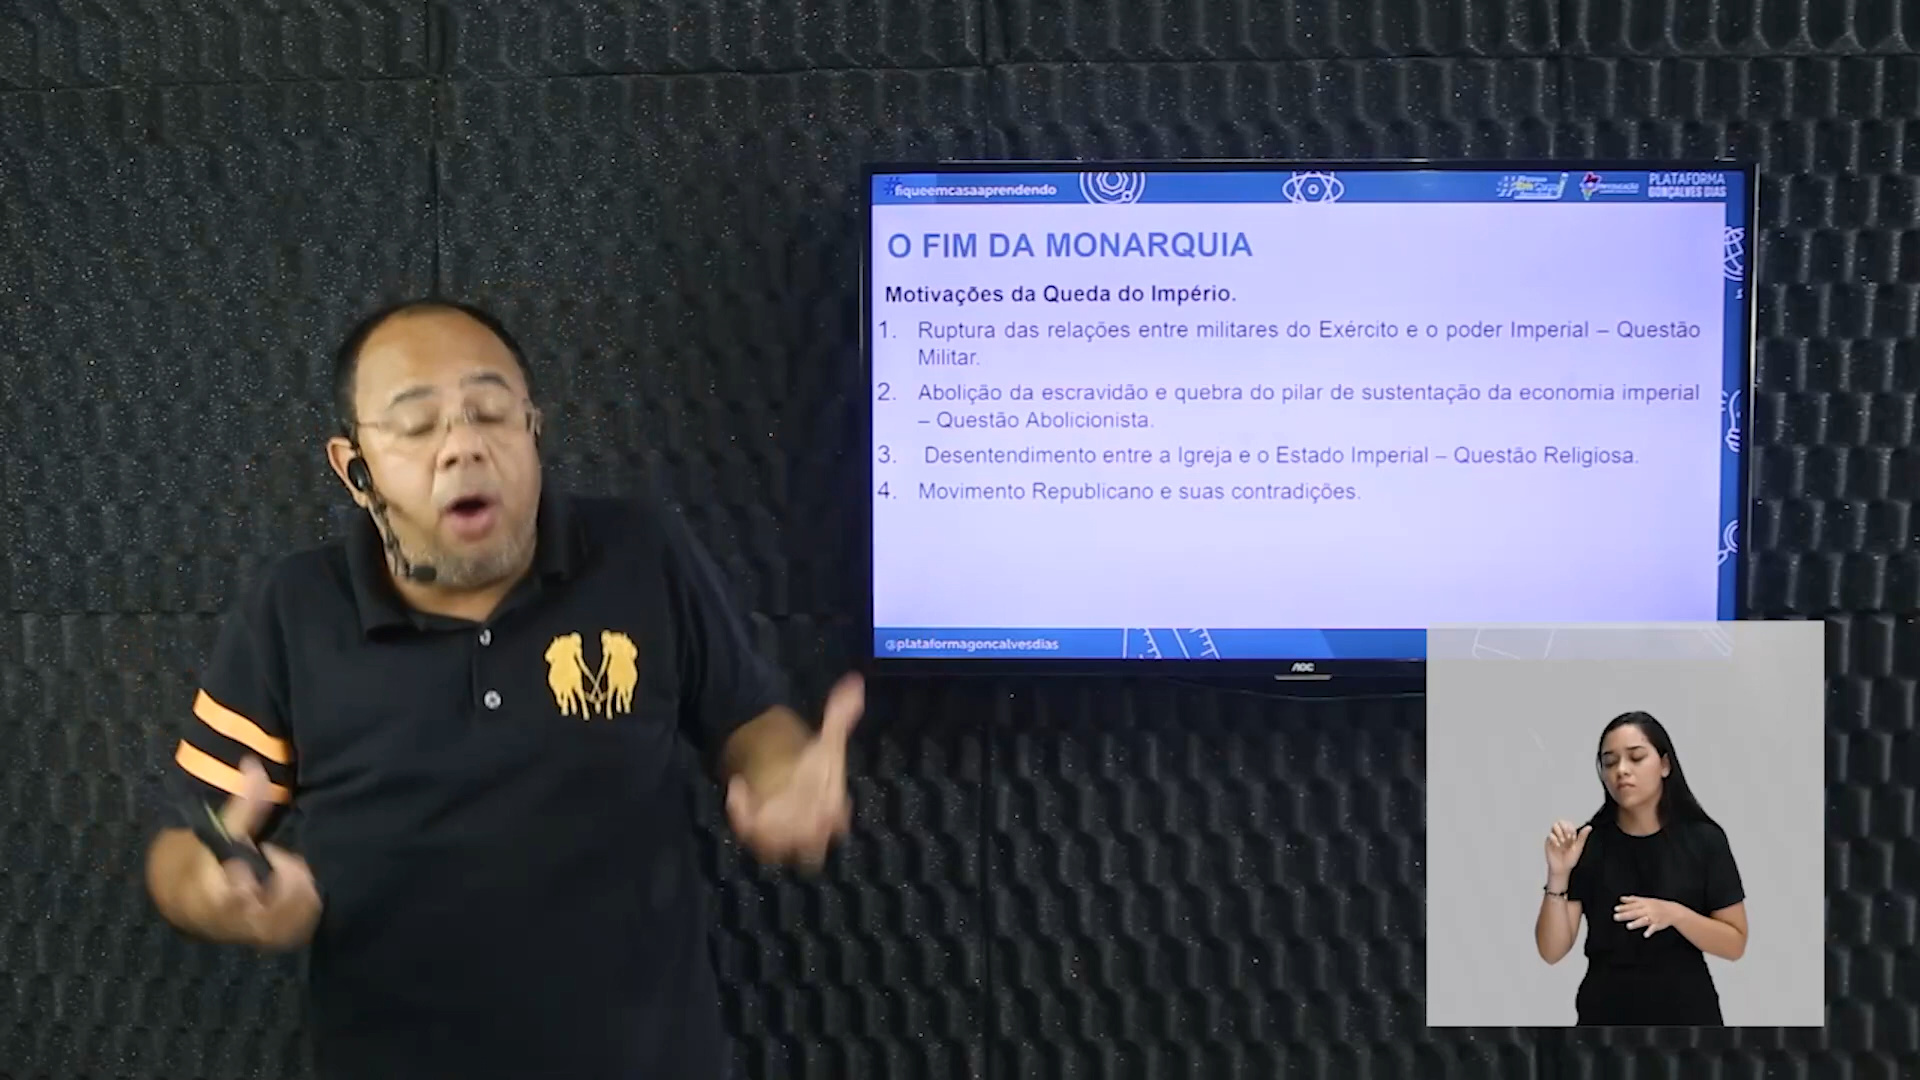 #fiqueemcasaaprendendo
PLATAFORMA
GONÇALVES DIAS
O FIM DA MONARQUIA
Motivações da Queda do Império.
1. Ruptura das relações entre militares do Exército e o poder Imperial – Questão
Militar.
2. Abolição da escravidão e quebra do pilar de sustentação da economia imperial
– Questão Abolicionista.
3. Desentendimento entre a Igreja e o Estado Imperial – Questão Religiosa.
4. Movimento Republicano e suas contradições.
@plataformagoncalvesdias
AOC